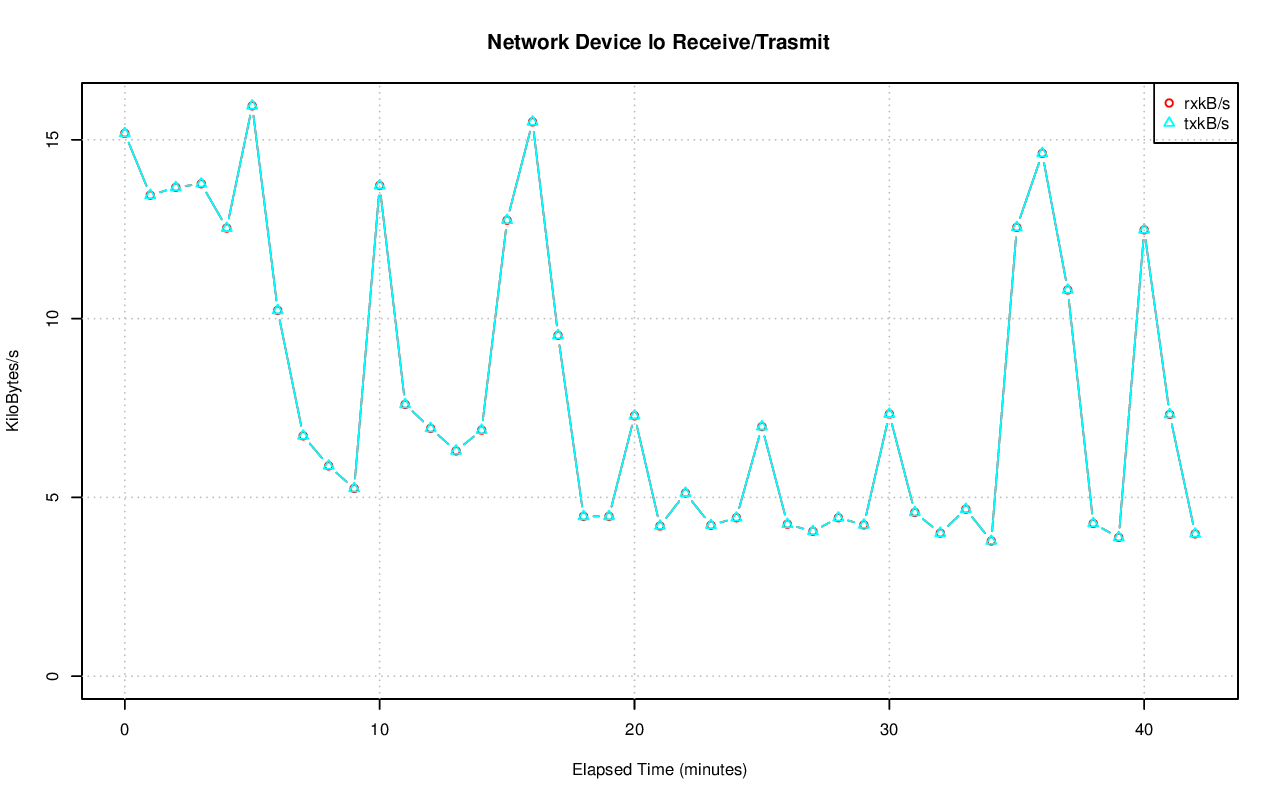 Network Device lo Receive/Trasmit
rxkB/s
txkB/s
15
10
5
0
KiloBytes/s
0 10 20 30 40
Elapsed Time (minutes)